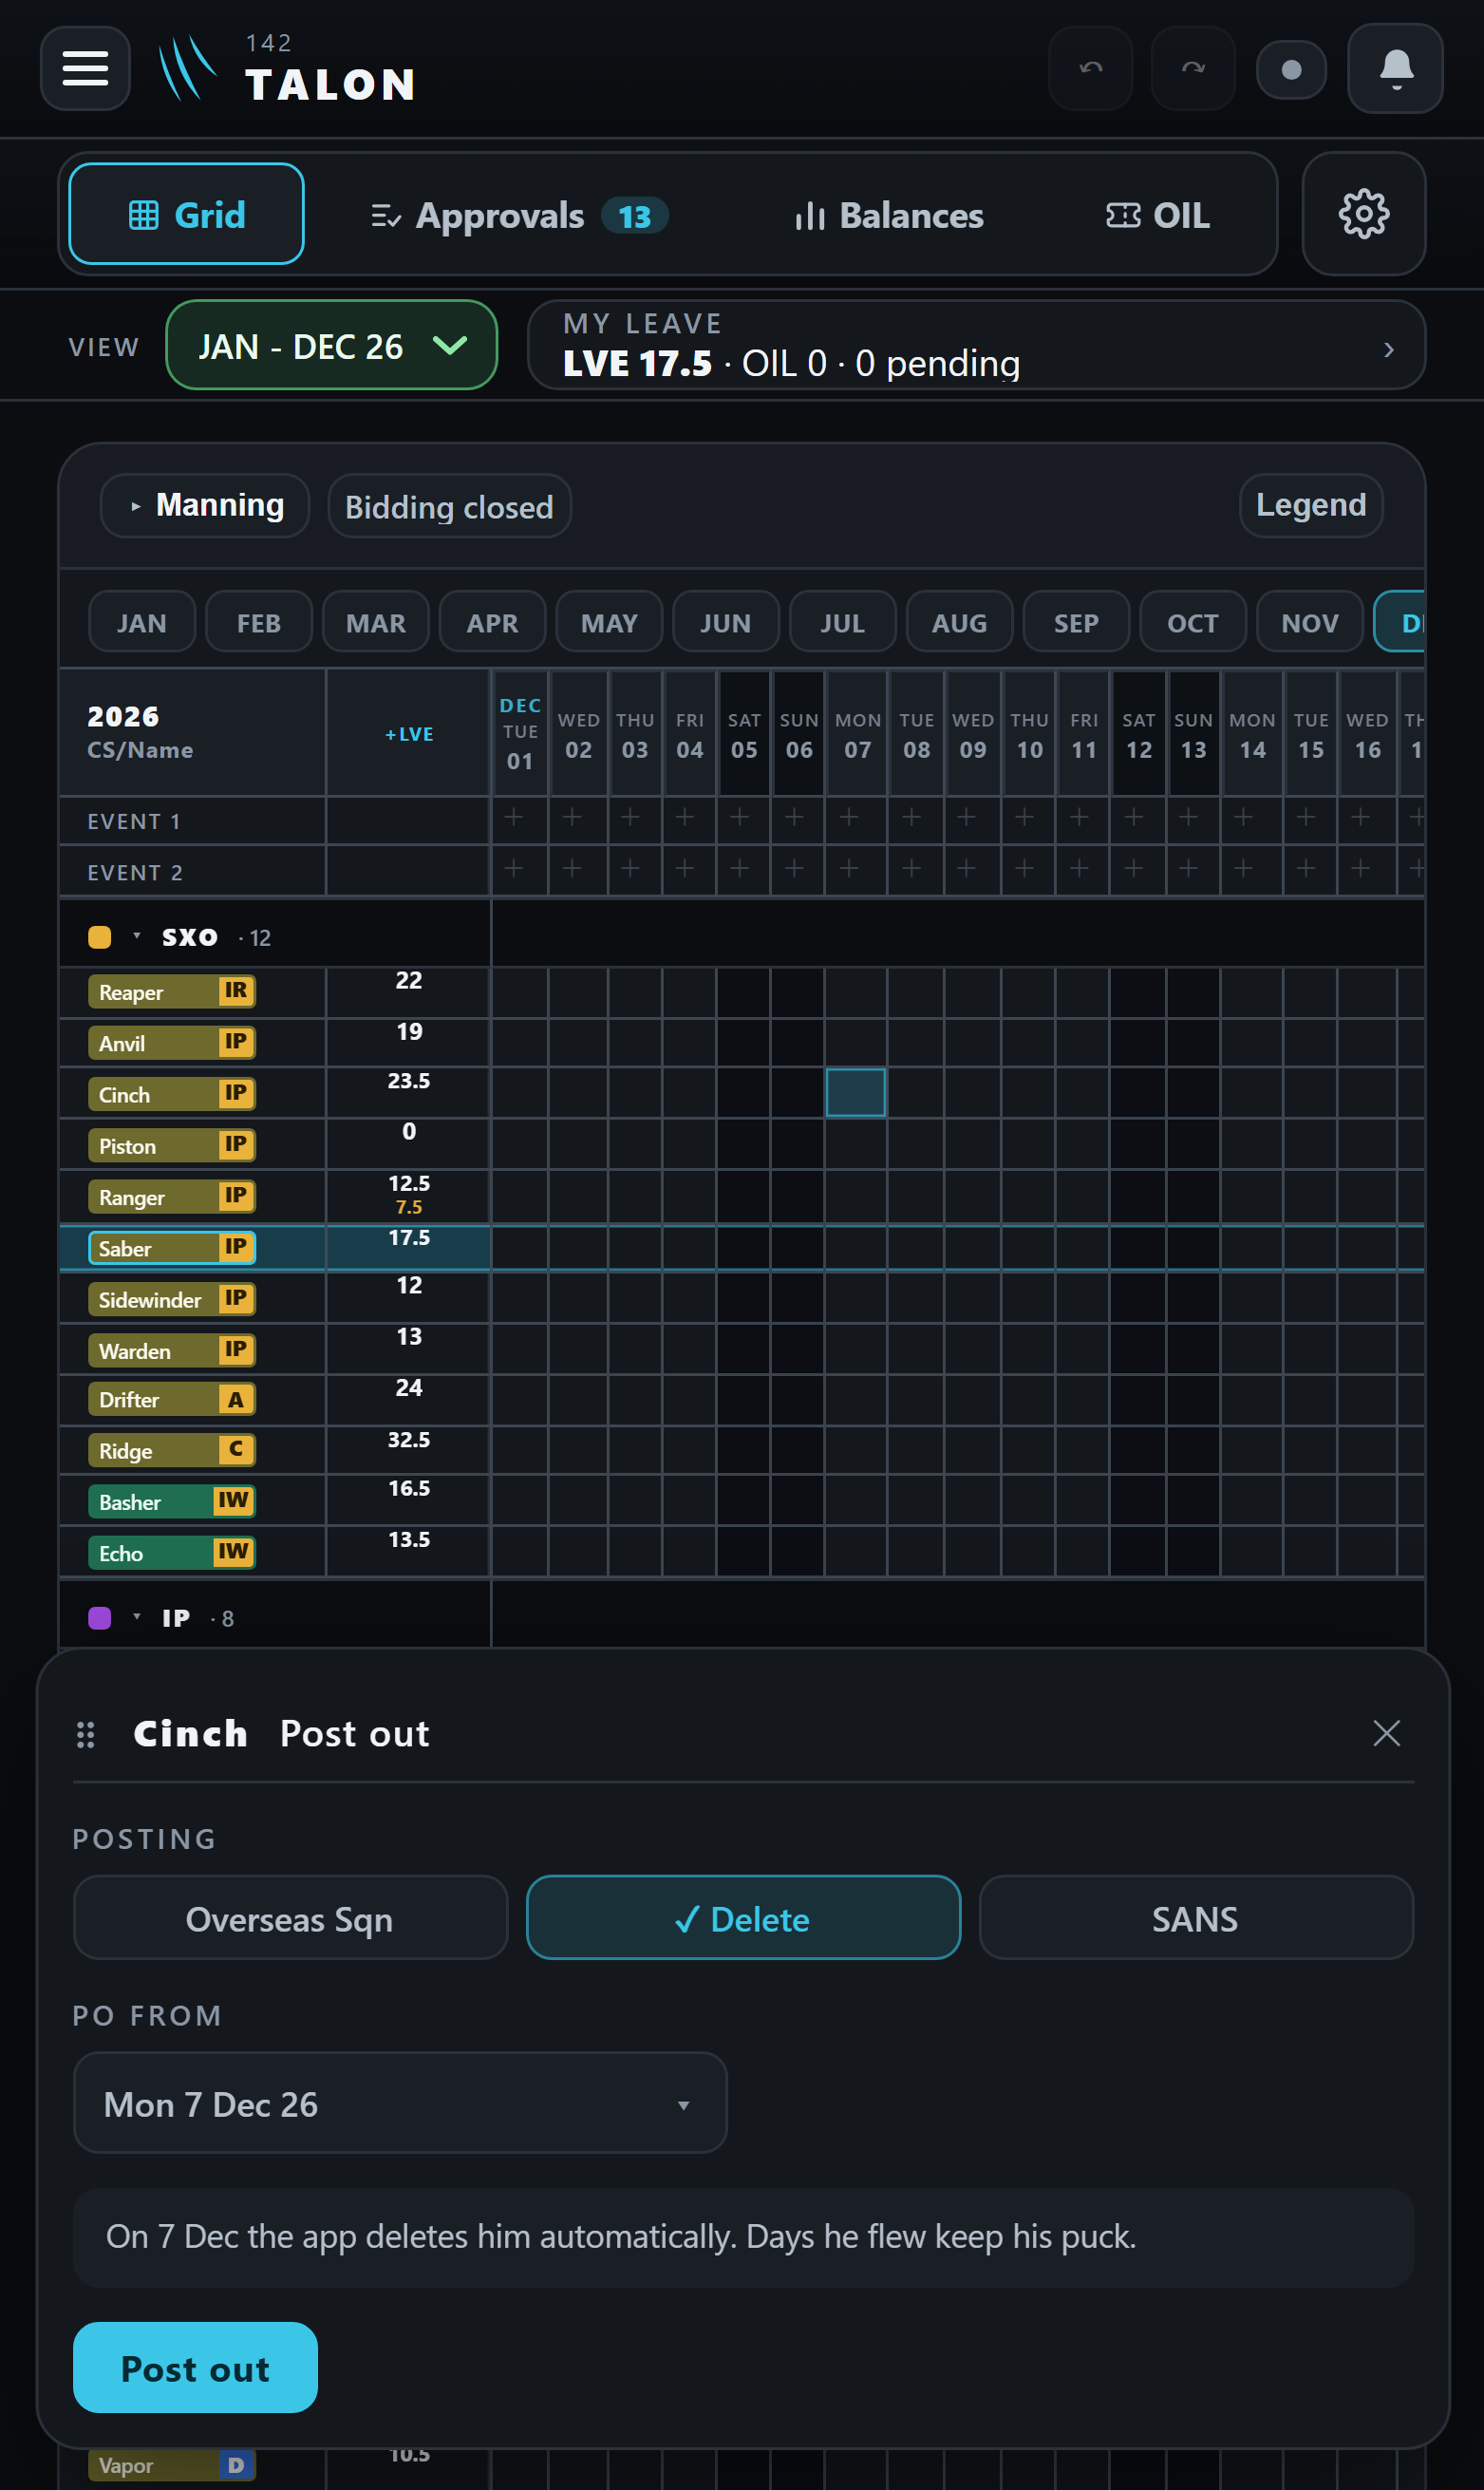 142
TALON
Grid
Approvals 13
Balances
OIL
VIEW
JAN - DEC 26
MY LEAVE
LVE 17.5 · OIL 0 · 0 pending
Manning
Bidding closed
Legend
JAN FEB MAR APR MAY JUN JUL AUG SEP OCT NOV
2026
CS/Name
+LVE
DEC
TUE WED THU FRI SAT SUN MON TUE WED THU FRI SAT SUN MON TUE WED
01 02 03 04 05 06 07 08 09 10 11 12 13 14 15 16
EVENT 1
EVENT 2
SXO · 12
Reaper IR 22
Anvil IP 19
Cinch IP 23.5
Piston IP 0
Ranger IP 12.5
7.5
Saber IP 17.5
Sidewinder IP 12
Warden IP 13
Drifter A 24
Ridge C 32.5
Basher IW 16.5
Echo IW 13.5
IP · 8
Cinch Post out
POSTING
Overseas Sqn
✓ Delete
SANS
PO FROM
Mon 7 Dec 26
On 7 Dec the app deletes him automatically. Days he flew keep his puck.
Post out
Vapor D 10.5